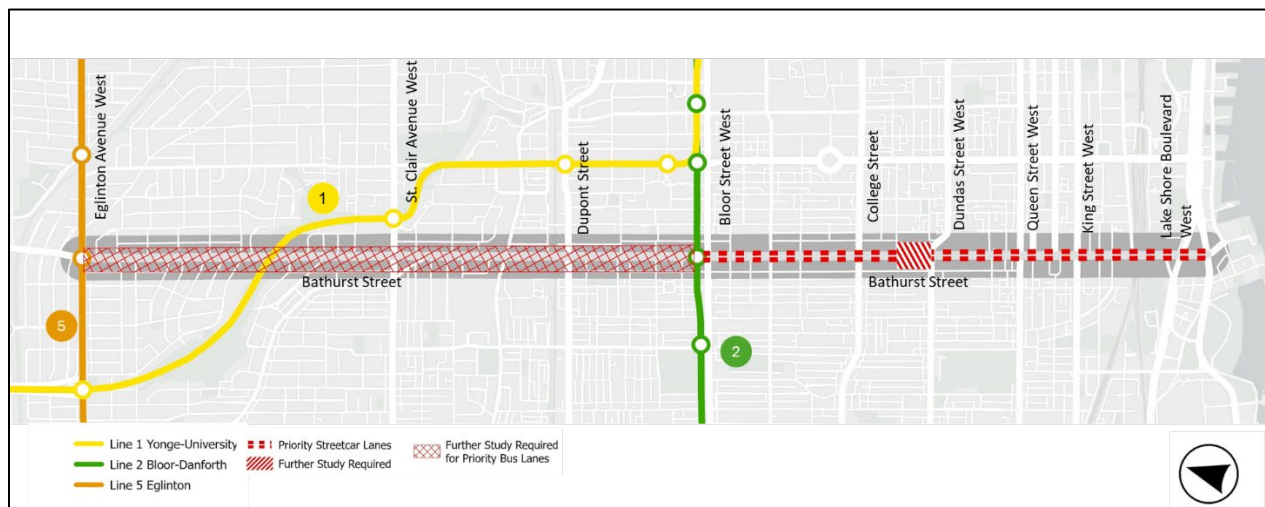 Eglinton Avenue West
St. Clair Avenue West
Dupont Street
Bloor Street West
College Street
Dundas Street West
Queen Street West
King Street West
Lake Shore Boulevard
West
1
Bathurst Street
Bathurst Street
5
2
Line 1 Yonge-University
Line 2 Bloor-Danforth
Line 5 Eglinton
Priority Streetcar Lanes
Further Study Required
Further Study Required
for Priority Bus Lanes